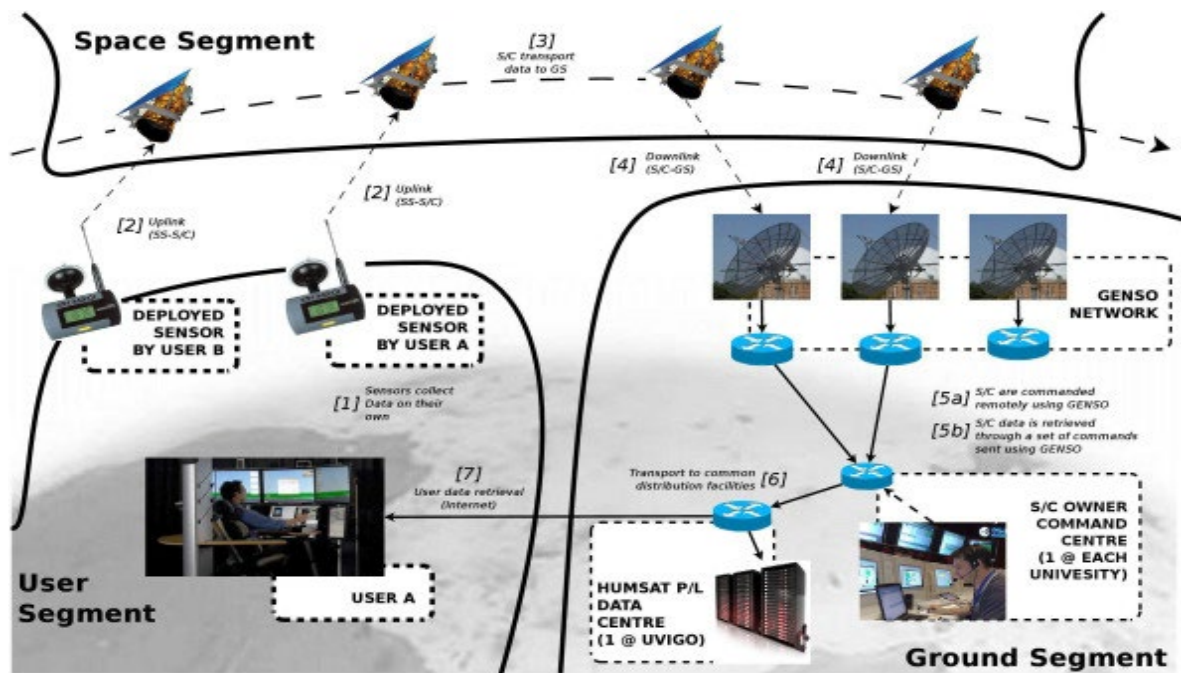 Space Segment
[3]
S/C transport
data to GS
[4] Downlink
(S/C-GS)
[4] Downlink
(S/C-GS)
[2] Uplink
(SS-S/C)
[2] Uplink
(SS-S/C)
DEPLOYED
SENSOR
BY USER B
DEPLOYED
SENSOR
BY USER A
GENSO
NETWORK
[1] Sensors collect
Data on their
own
[5a] S/C are commanded
remotely using GENSO
[5b] S/C data is retrieved
through a set of commands
sent using GENSO
[7]
User data retrieval
(Internet)
Transport to common [6]
distribution facilities
S/C OWNER
COMMAND
CENTRE
(1 @ EACH
UNIVESITY)
User
Segment
USER A
HUMSAT P/L
DATA
CENTRE
(1 @ UVIGO)
Ground Segment